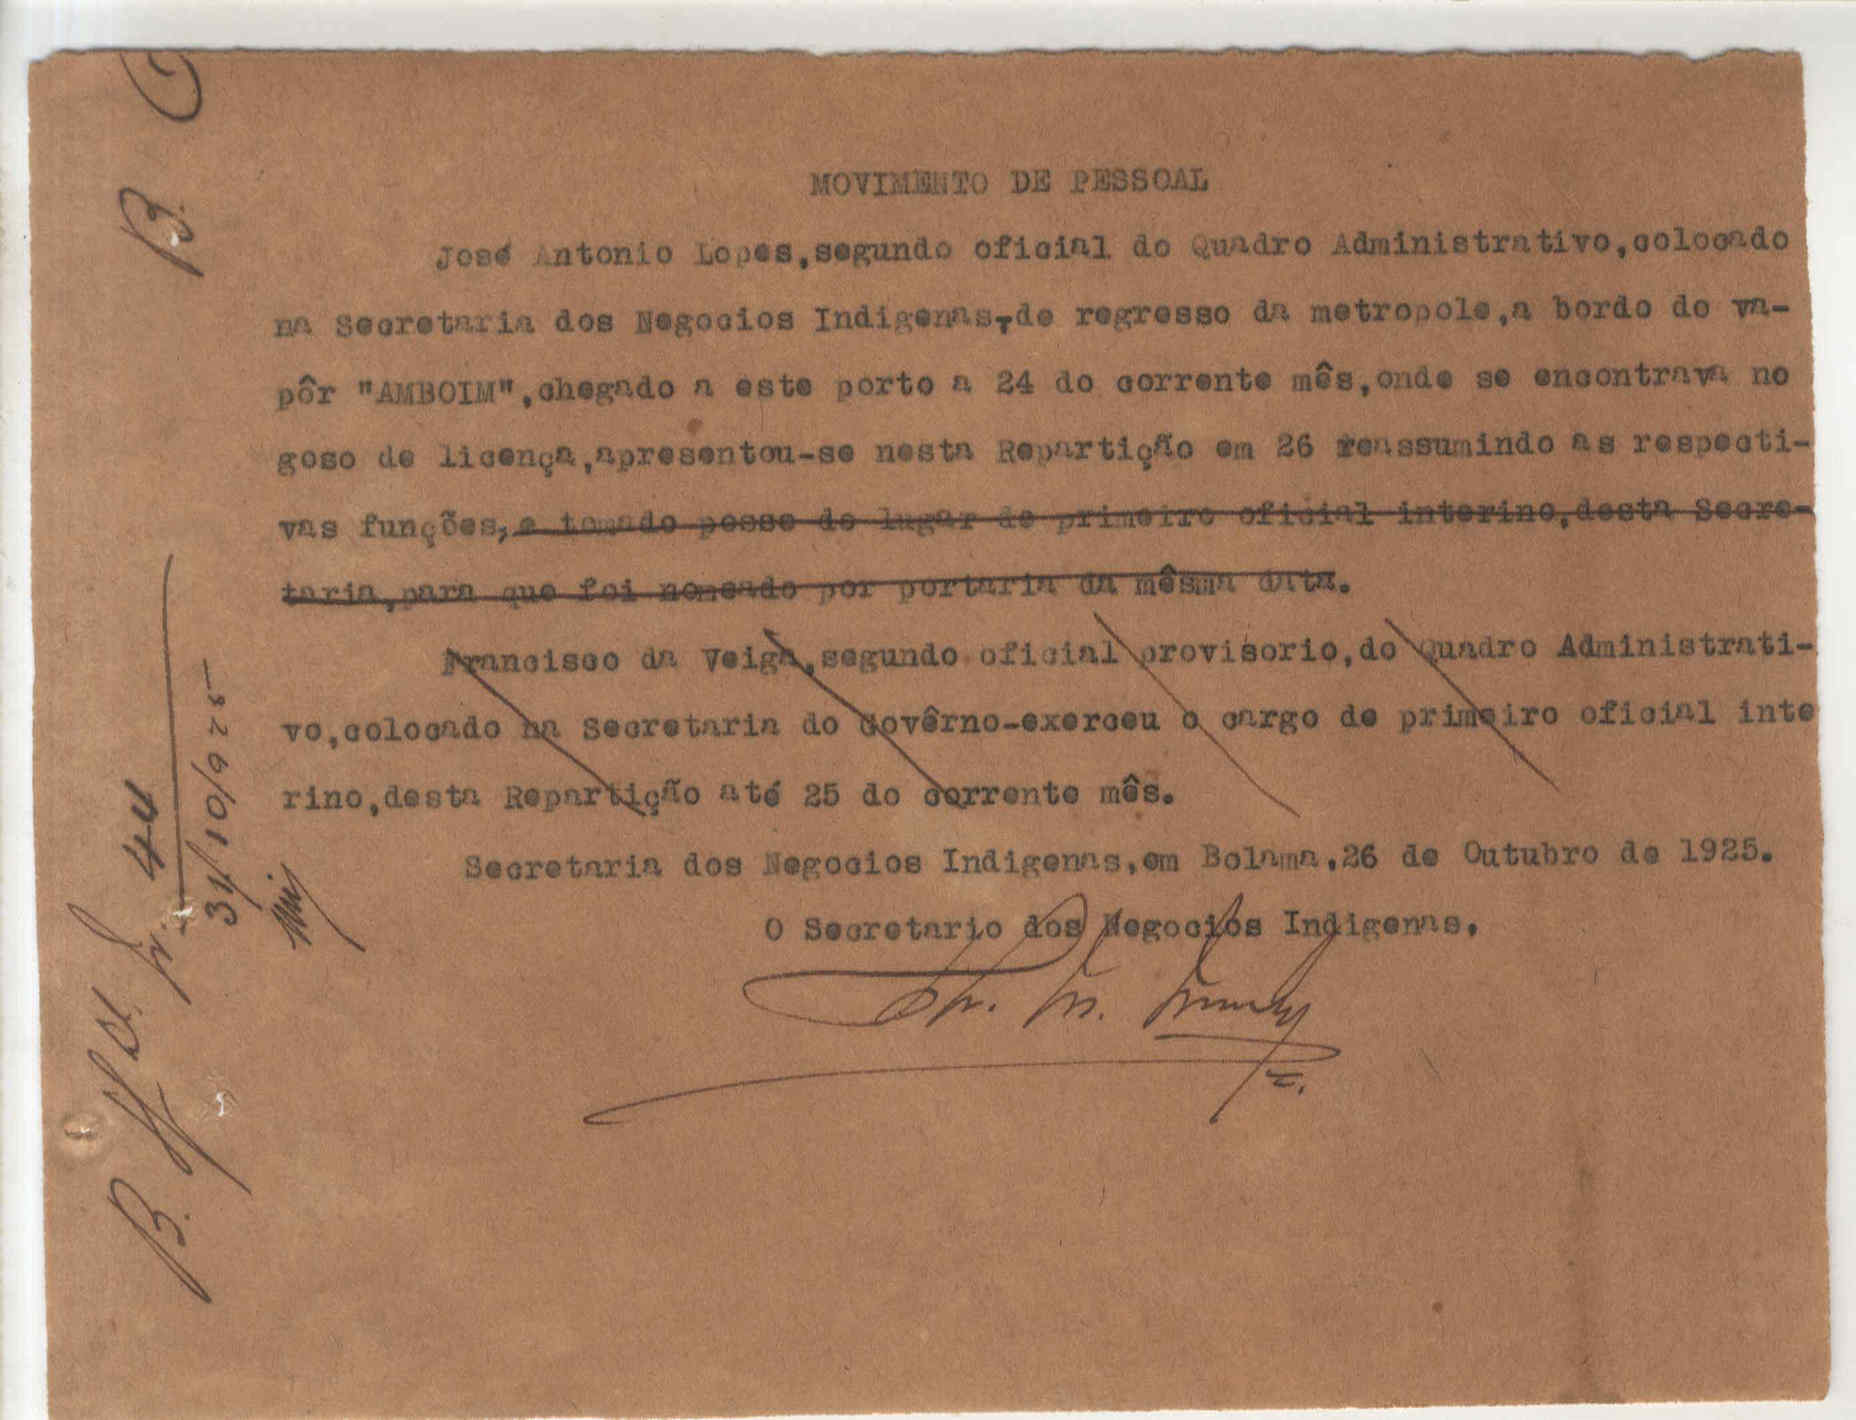 MOVIMENTO DE PESSOAL
José Antonio Lopes,segundo oficial do Quadro Administrativo,colocado
na Secretaria dos Negocios Indigenas,de regresso da metropole,a bordo do va-
pôr "AMBOIM",chegado a este porto a 24 do corrente mês,onde se encontrava no
goso de licença,apresentou-se nesta Repartição em 26 reassumindo as respecti-
vas funções,e tomado posse do lugar de primeiro oficial interino,desta Secre-
taria,para que foi nomeado por portaria da mêsma data.
Francisco da Veiga,segundo oficial provisorio,do Quadro Administrati-
vo,colocado na Secretaria do Govêrno-exerceu o cargo de primeiro oficial inte
rino,desta Repartição até 25 do corrente mês.
Secretaria dos Negocios Indigenas,em Bolama,26 de Outubro de 1925.
O Secretario dos Negocios Indigenas.
B.
B. Of. nº. 44
31/10/925